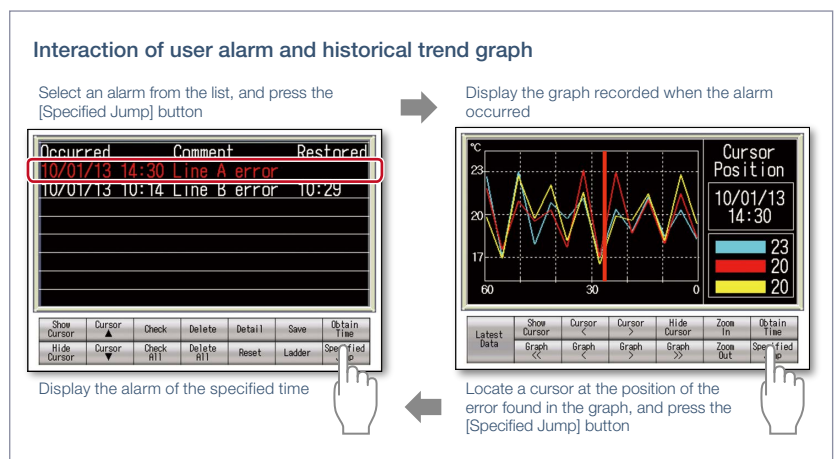 Interaction of user alarm and historical trend graph
Select an alarm from the list, and press the
[Specified Jump] button
Occurred Comment Restored
10/01/13 14:30 Line A error
10/01/13 10:14 Line B error 10:29
Show Cursor Cursor ▲ Check Delete Detail Save Obtain Time
Hide Cursor Cursor ▼ Check All Delete All Reset Ladder Specified Jump
Display the alarm of the specified time
Display the graph recorded when the alarm
occurred
°C
23
20
17
60 30 0
Cursor
Position
10/01/13
14:30
23
20
20
Latest Data
Show Cursor Cursor < Cursor > Hide Cursor Zoom In Obtain Time
Graph << Graph < Graph > Graph >> Zoom Out Specified Jump
Locate a cursor at the position of the
error found in the graph, and press the
[Specified Jump] button